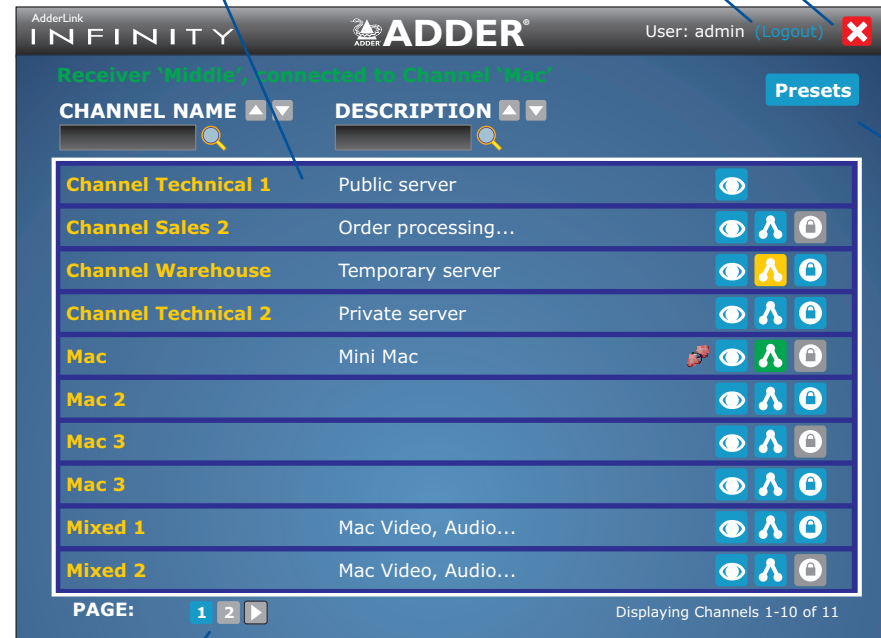 AdderLink
INFINITY
ADDER
ADDER®
User: admin (Logout)
Receiver 'Middle', connected to Channel 'Mac'
Presets
CHANNEL NAME
DESCRIPTION
Channel Technical 1 Public server
Channel Sales 2 Order processing...
Channel Warehouse Temporary server
Channel Technical 2 Private server
Mac Mini Mac
Mac 2
Mac 3
Mac 3
Mixed 1 Mac Video, Audio...
Mixed 2 Mac Video, Audio...
PAGE: 1 2 Displaying Channels 1-10 of 11